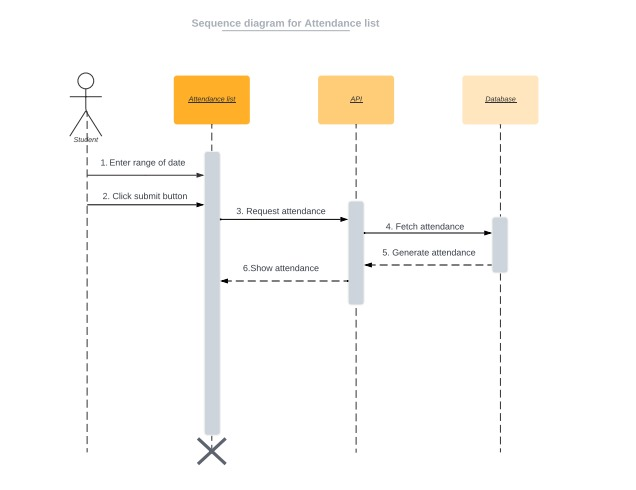 Sequence diagram for Attendance list
Attendance list
API
Database
Student
1. Enter range of date
2. Click submit button
3. Request attendance
4. Fetch attendance
5. Generate attendance
6.Show attendance